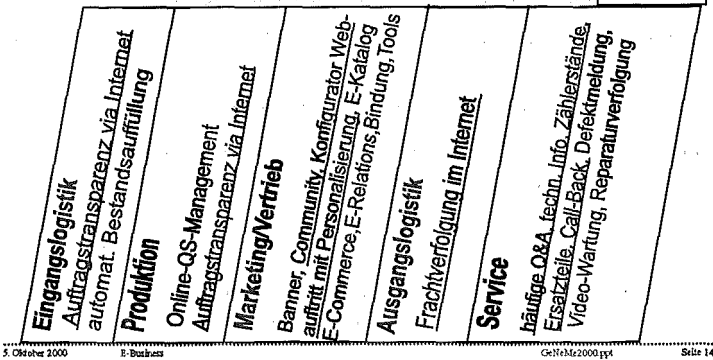 Eingangslogistik
Auftragstransparenz via Internet
automat. Bestandsauffüllung
Produktion
Online-QS-Management
Auftragstransparenz via Internet
Marketing/Vertrieb
Banner, Community, Konfigurator Web-
auftritt mit Personalisierung, E-Katalog
E-Commerce, E-Relations, Bindung, Tools
Ausgangslogistik
Frachtverfolgung im Internet
Service
häufige Q&A, techn. Info, Zählerstände,
Ersatzteile, Call-Back, Defektmeldung,
Video-Wartung, Reparaturverfolgung
5. Oktober 2000 E-Business GeNeMe2000.ppt Seite 14